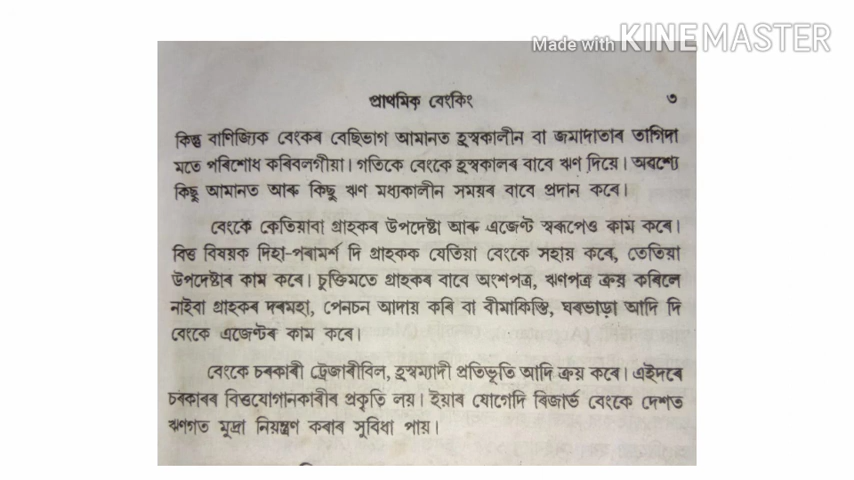 Made with KINEMASTER
প্ৰাথমিক বেংকিং ৩
কিন্তু বাণিজ্যিক বেংকৰ বেছিভাগ আমানত হ্ৰস্বকালীন বা জমাদাতাৰ তাগিদা
মতে পৰিশোধ কৰিবলগীয়া। গতিকে বেংকে হ্ৰস্বকালৰ বাবে ঋণ দিয়ে। অৱশ্যে
কিছু আমানত আৰু কিছু ঋণ মধ্যকালীন সময়ৰ বাবে প্ৰদান কৰে।
বেংকে কেতিয়াবা গ্ৰাহকৰ উপদেষ্টা আৰু এজেণ্ট স্বৰূপেও কাম কৰে।
বিত্ত বিষয়ক দিহা-পৰামৰ্শ দি গ্ৰাহকক যেতিয়া বেংকে সহায় কৰে, তেতিয়া
উপদেষ্টাৰ কাম কৰে। চুক্তিমতে গ্ৰাহকৰ বাবে অংশপত্ৰ, ঋণপত্ৰ ক্ৰয় কৰিলে
নাইবা গ্ৰাহকৰ দৰমহা, পেনচন আদায় কৰি বা বীমাকিস্তি, ঘৰভাড়া আদি দি
বেংকে এজেণ্টৰ কাম কৰে।
বেংকে চৰকাৰী ট্ৰেজাৰীবিল, হ্ৰস্বম্যাদী প্ৰতিভূতি আদি ক্ৰয় কৰে। এইদৰে
চৰকাৰৰ বিত্তযোগানকাৰীৰ প্ৰকৃতি লয়। ইয়াৰ যোগেদি ৰিজাৰ্ভ বেংকে দেশত
ঋণগত মুদ্ৰা নিয়ন্ত্ৰণ কৰাৰ সুবিধা পায়।